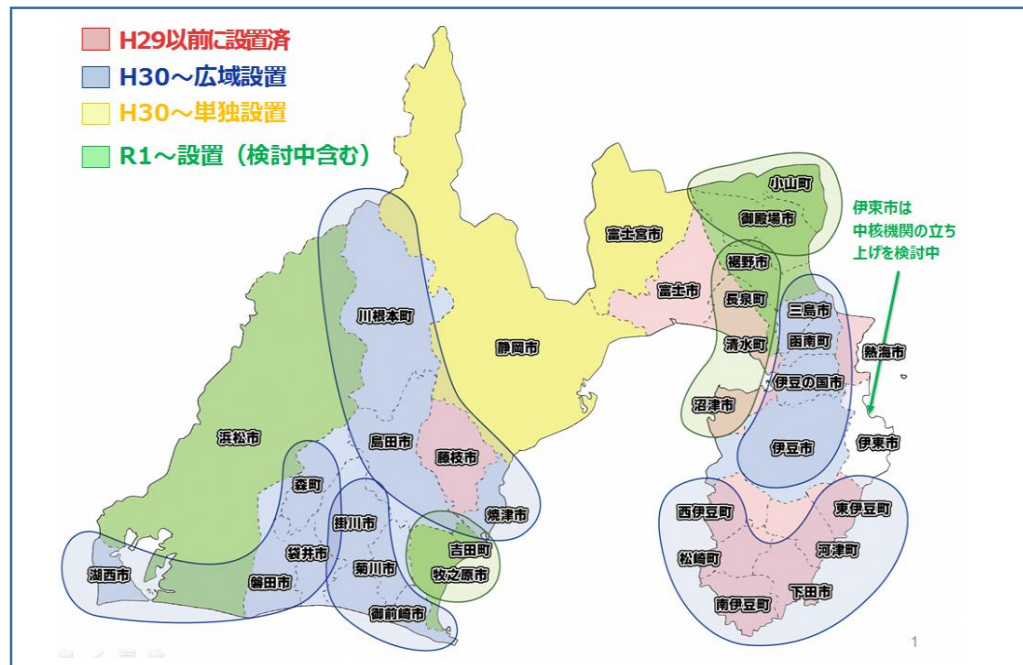 H29以前に設置済
H30～広域設置
H30～単独設置
R1～設置（検討中含む）
小山町
御殿場市
伊東市は
中核機関の立ち
上げを検討中
富士宮市
裾野市
富士市
長泉町
三島市
川根本町
静岡市
清水町
函南町
熱海市
伊豆の国市
沼津市
浜松市
島田市
藤枝市
伊豆市
伊東市
森町
焼津市
西伊豆町
東伊豆町
掛川市
吉田町
袋井市
松崎町
河津町
湖西市
磐田市
菊川市
牧之原市
下田市
御前崎市
南伊豆町
1